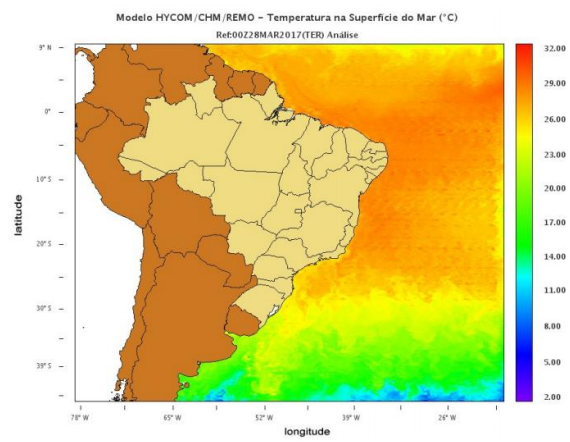 Modelo HYCOM/CHM/REMO - Temperatura na Superfície do Mar (°C)
Ref:00Z28MAR2017(TER) Análise
9° N
0°
10° S
20° S
30° S
39° S
latitude
78° W
65° W
52° W
39° W
26° W
longitude
32.00
29.00
26.00
23.00
20.00
17.00
14.00
11.00
8.00
5.00
2.00